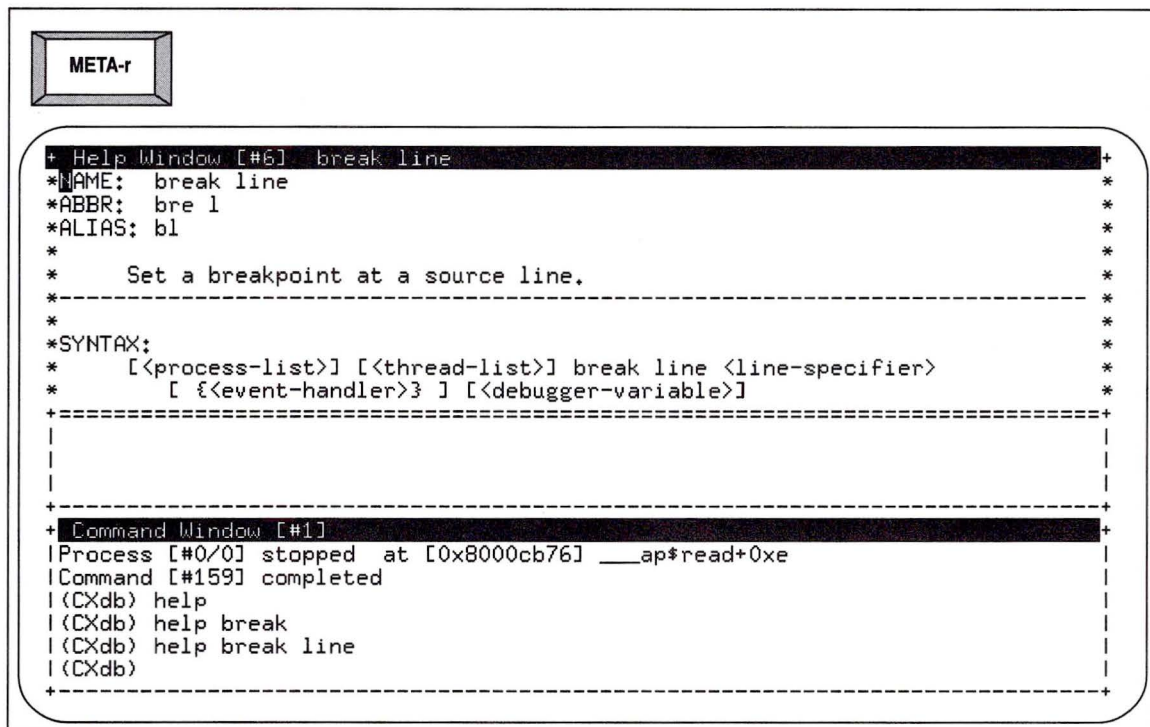 META-r
+ Help Window [#6]  break line +
*NAME:  break line *
*ABBR:  bre l *
*ALIAS: bl *
* *
*     Set a breakpoint at a source line. *
*--------------------------------------------------------------------------- *
* *
*SYNTAX: *
*     [<process-list>] [<thread-list>] break line <line-specifier> *
*        [ {<event-handler>} ] [<debugger-variable>] *
+============================================================================+
| |
| |
| |
+----------------------------------------------------------------------------+
+ Command Window [#1] +
|Process [#0/0] stopped  at [0x8000cb76] ___ap$read+0xe |
|Command [#159] completed |
|(CXdb) help |
|(CXdb) help break |
|(CXdb) help break line |
|(CXdb) |
+----------------------------------------------------------------------------+